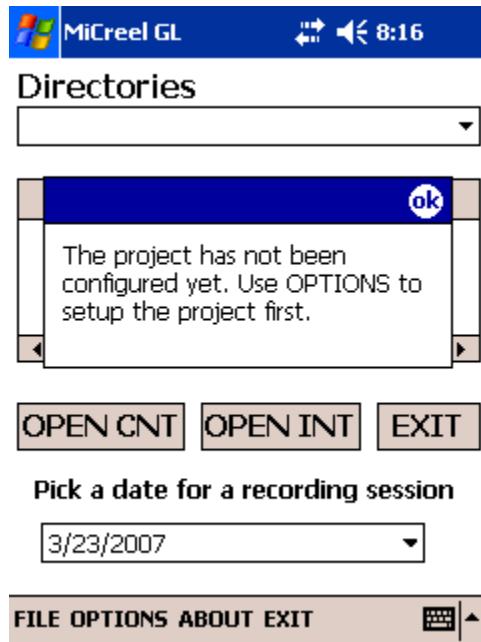 MiCreel GL 8:16
Directories
ok
The project has not been
configured yet. Use OPTIONS to
setup the project first.
OPEN CNT OPEN INT EXIT
Pick a date for a recording session
3/23/2007
FILE OPTIONS ABOUT EXIT